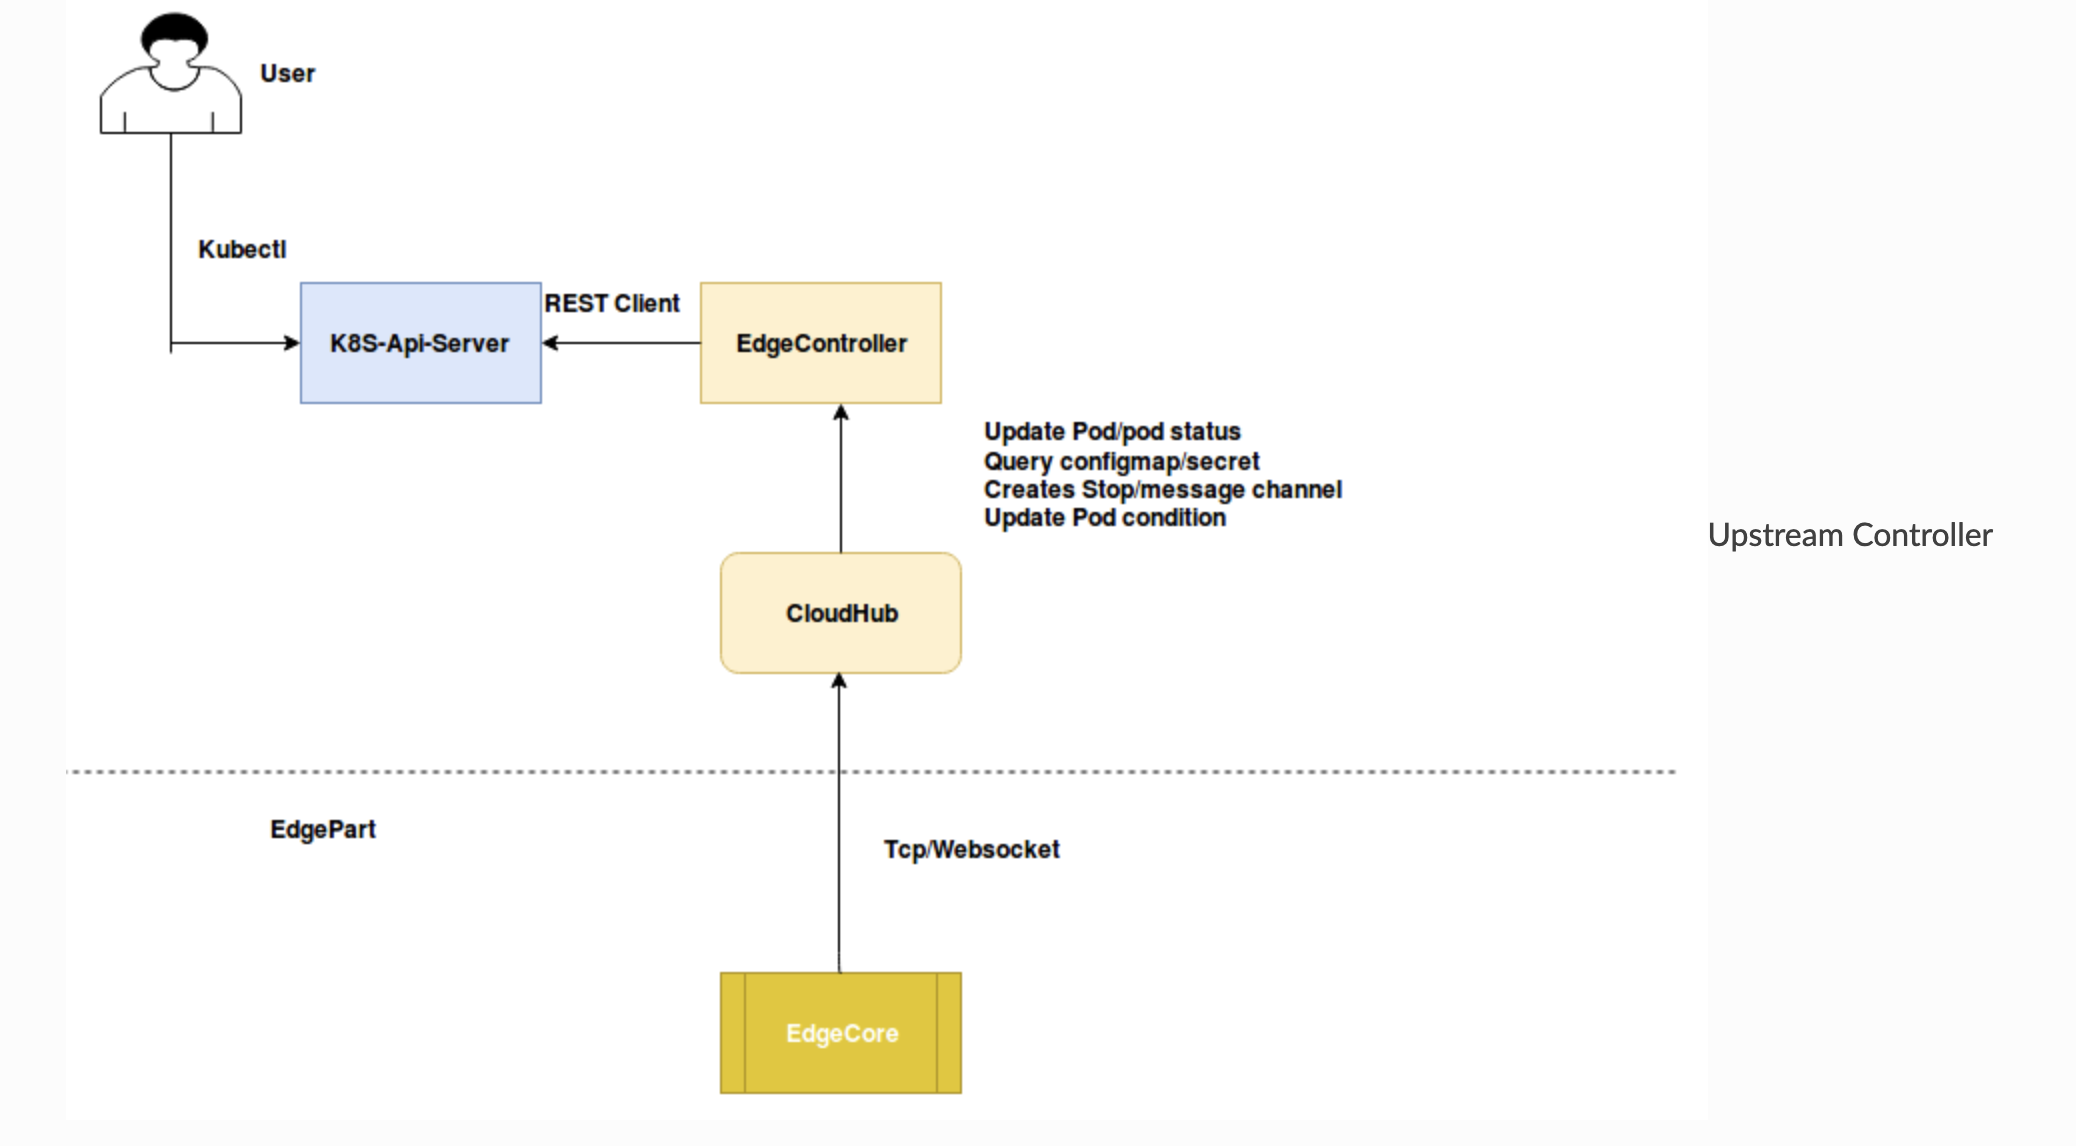 User
Kubectl
REST Client
K8S-Api-Server
EdgeController
Update Pod/pod status
Query configmap/secret
Creates Stop/message channel
Update Pod condition
Upstream Controller
CloudHub
EdgePart
Tcp/Websocket
EdgeCore